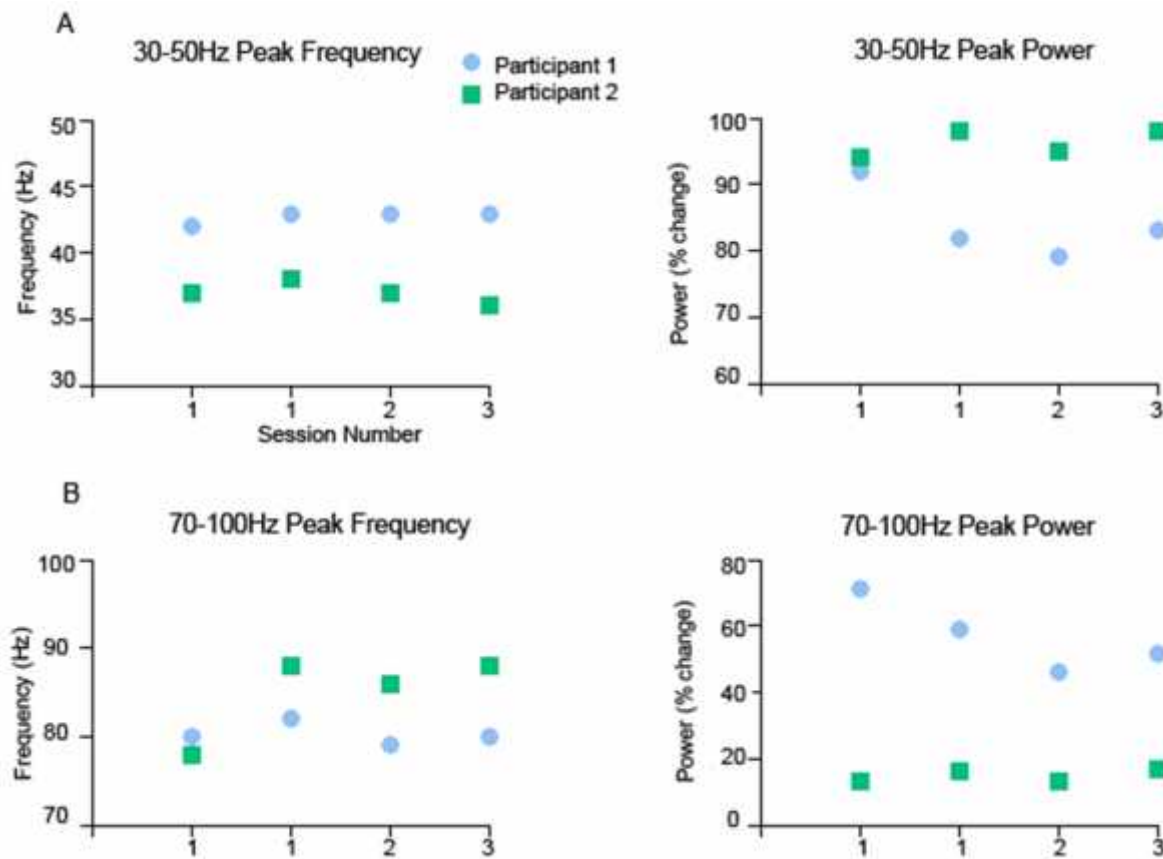 A
30-50Hz Peak Frequency
Participant 1
Participant 2
30-50Hz Peak Power
50
45
40
35
30
Frequency (Hz)
1 1 2 3
Session Number
100
90
80
70
60
Power (% change)
1 1 2 3
B
70-100Hz Peak Frequency
70-100Hz Peak Power
100
90
80
70
Frequency (Hz)
1 1 2 3
80
60
40
20
0
Power (% change)
1 1 2 3